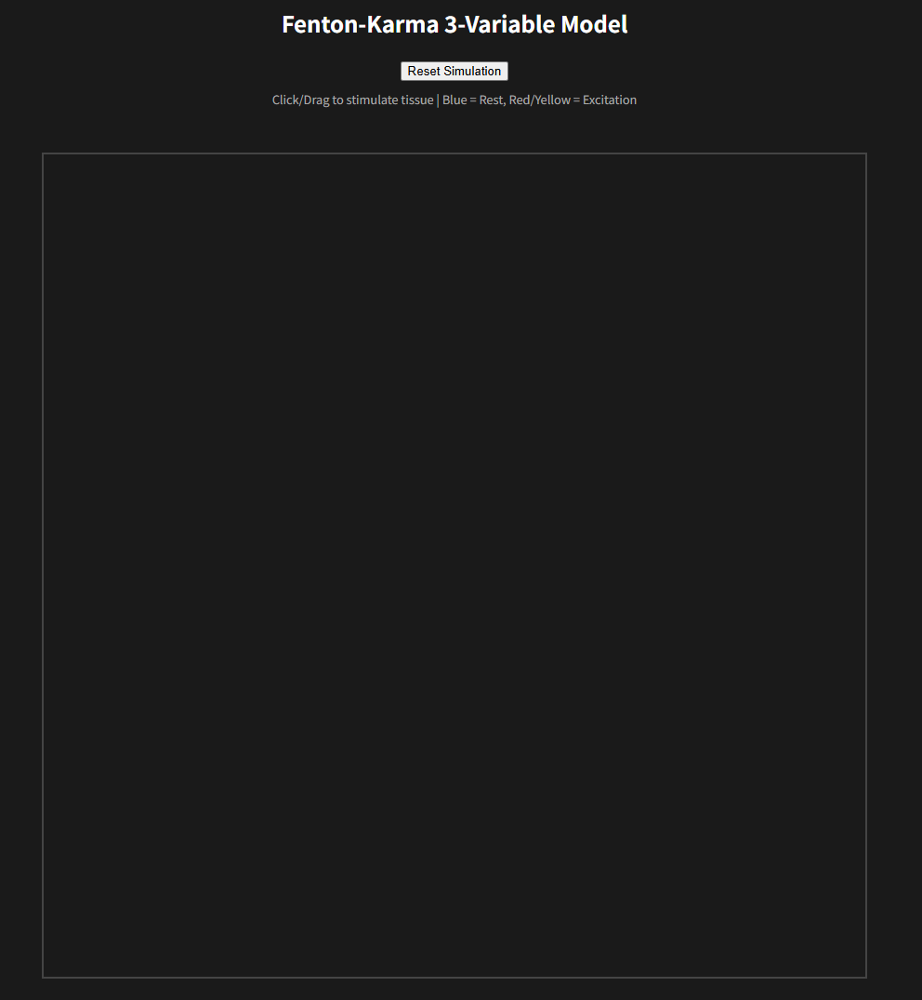 Fenton-Karma 3-Variable Model
Reset Simulation
Click/Drag to stimulate tissue | Blue = Rest, Red/Yellow = Excitation